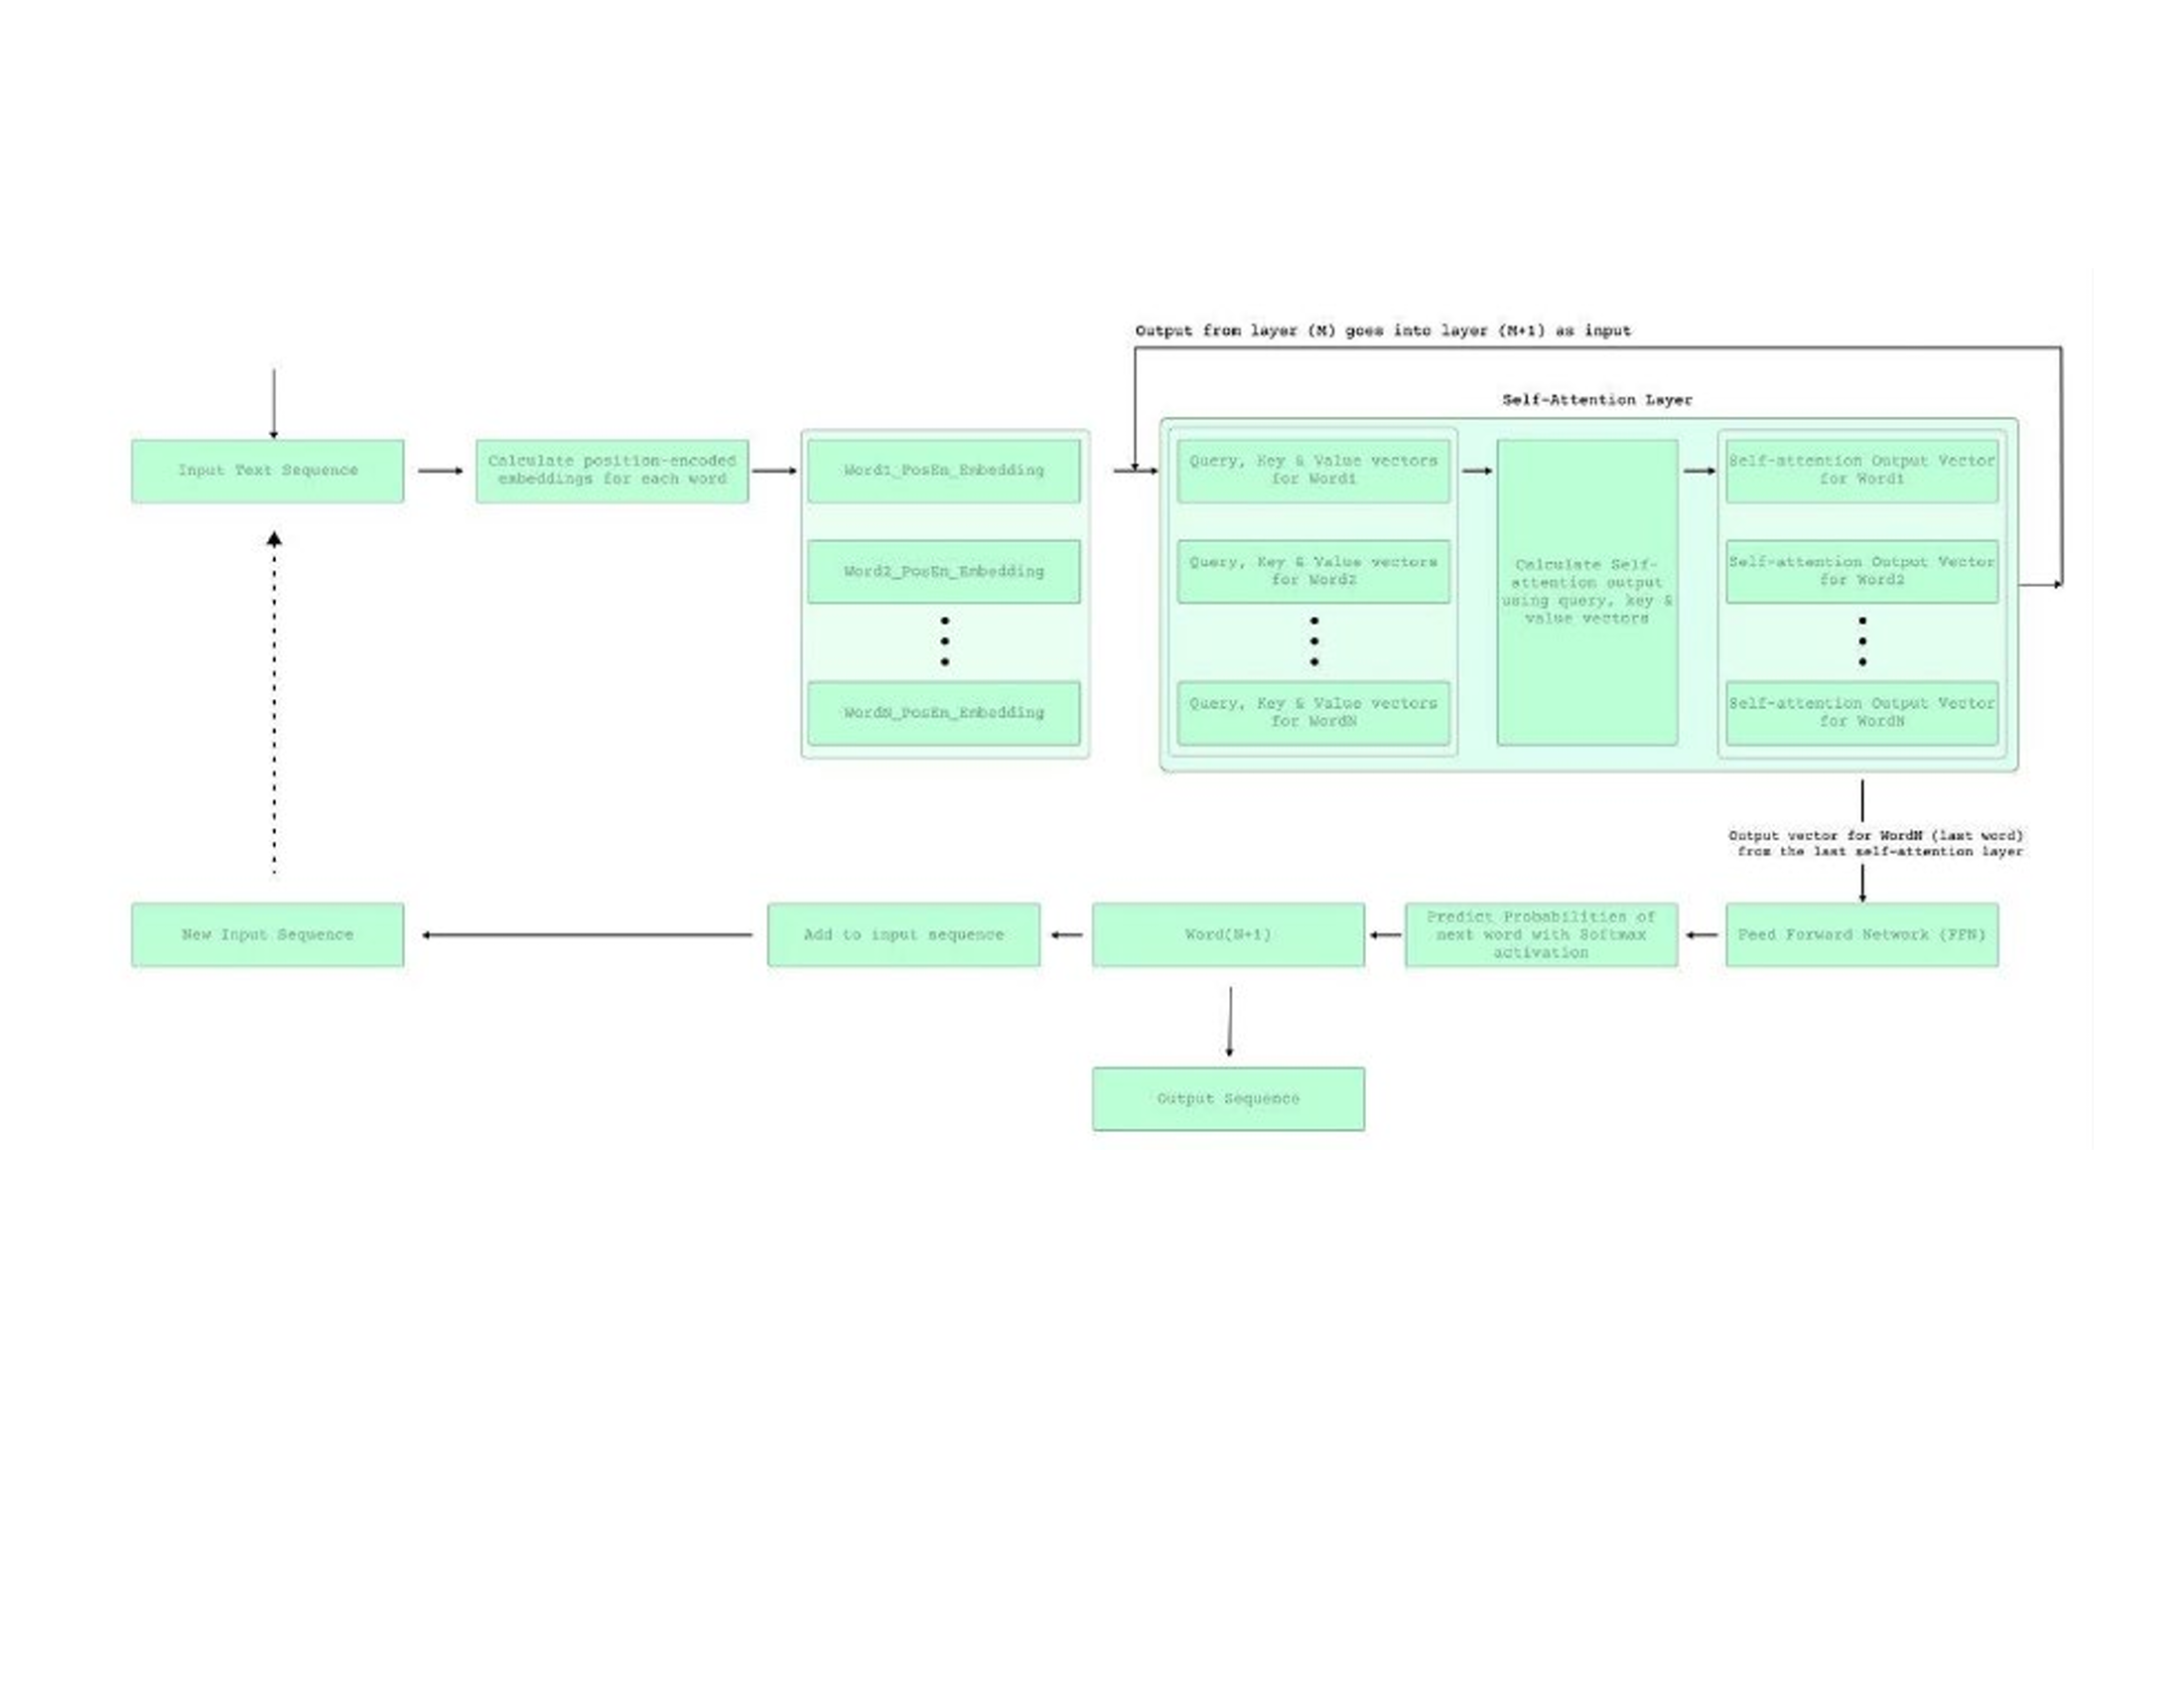 Output from layer (M) goes into layer (M+1) as input
Self-Attention Layer
Input Text Sequence
Calculate position-encoded
embeddings for each word
Word1_PosEn_Embedding
Word2_PosEn_Embedding
WordN_PosEn_Embedding
Query, Key & Value vectors
for Word1
Query, Key & Value vectors
for Word2
Query, Key & Value vectors
for WordN
Calculate Self-
attention output
using query, key &
value vectors
Self-attention Output Vector
for Word1
Self-attention Output Vector
for Word2
Self-attention Output Vector
for WordN
Output vector for WordN (last word)
from the last self-attention layer
Feed Forward Network (FFN)
Predict Probabilities of
next word with Softmax
activation
Word(N+1)
Add to input sequence
New Input Sequence
Output Sequence